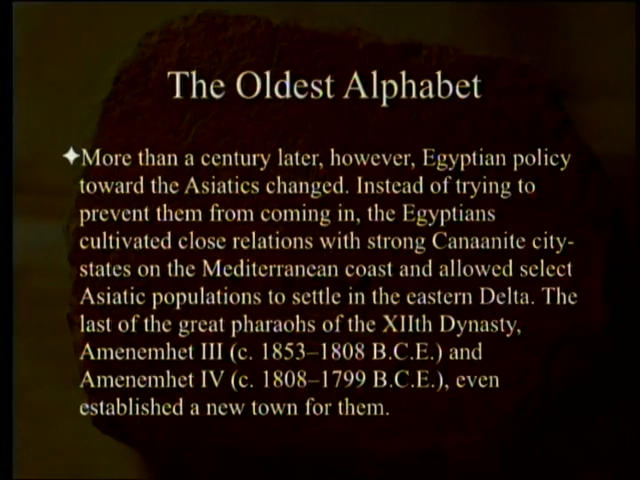 The Oldest Alphabet
✦More than a century later, however, Egyptian policy
toward the Asiatics changed. Instead of trying to
prevent them from coming in, the Egyptians
cultivated close relations with strong Canaanite city-
states on the Mediterranean coast and allowed select
Asiatic populations to settle in the eastern Delta. The
last of the great pharaohs of the XIIth Dynasty,
Amenemhet III (c. 1853–1808 B.C.E.) and
Amenemhet IV (c. 1808–1799 B.C.E.), even
established a new town for them.